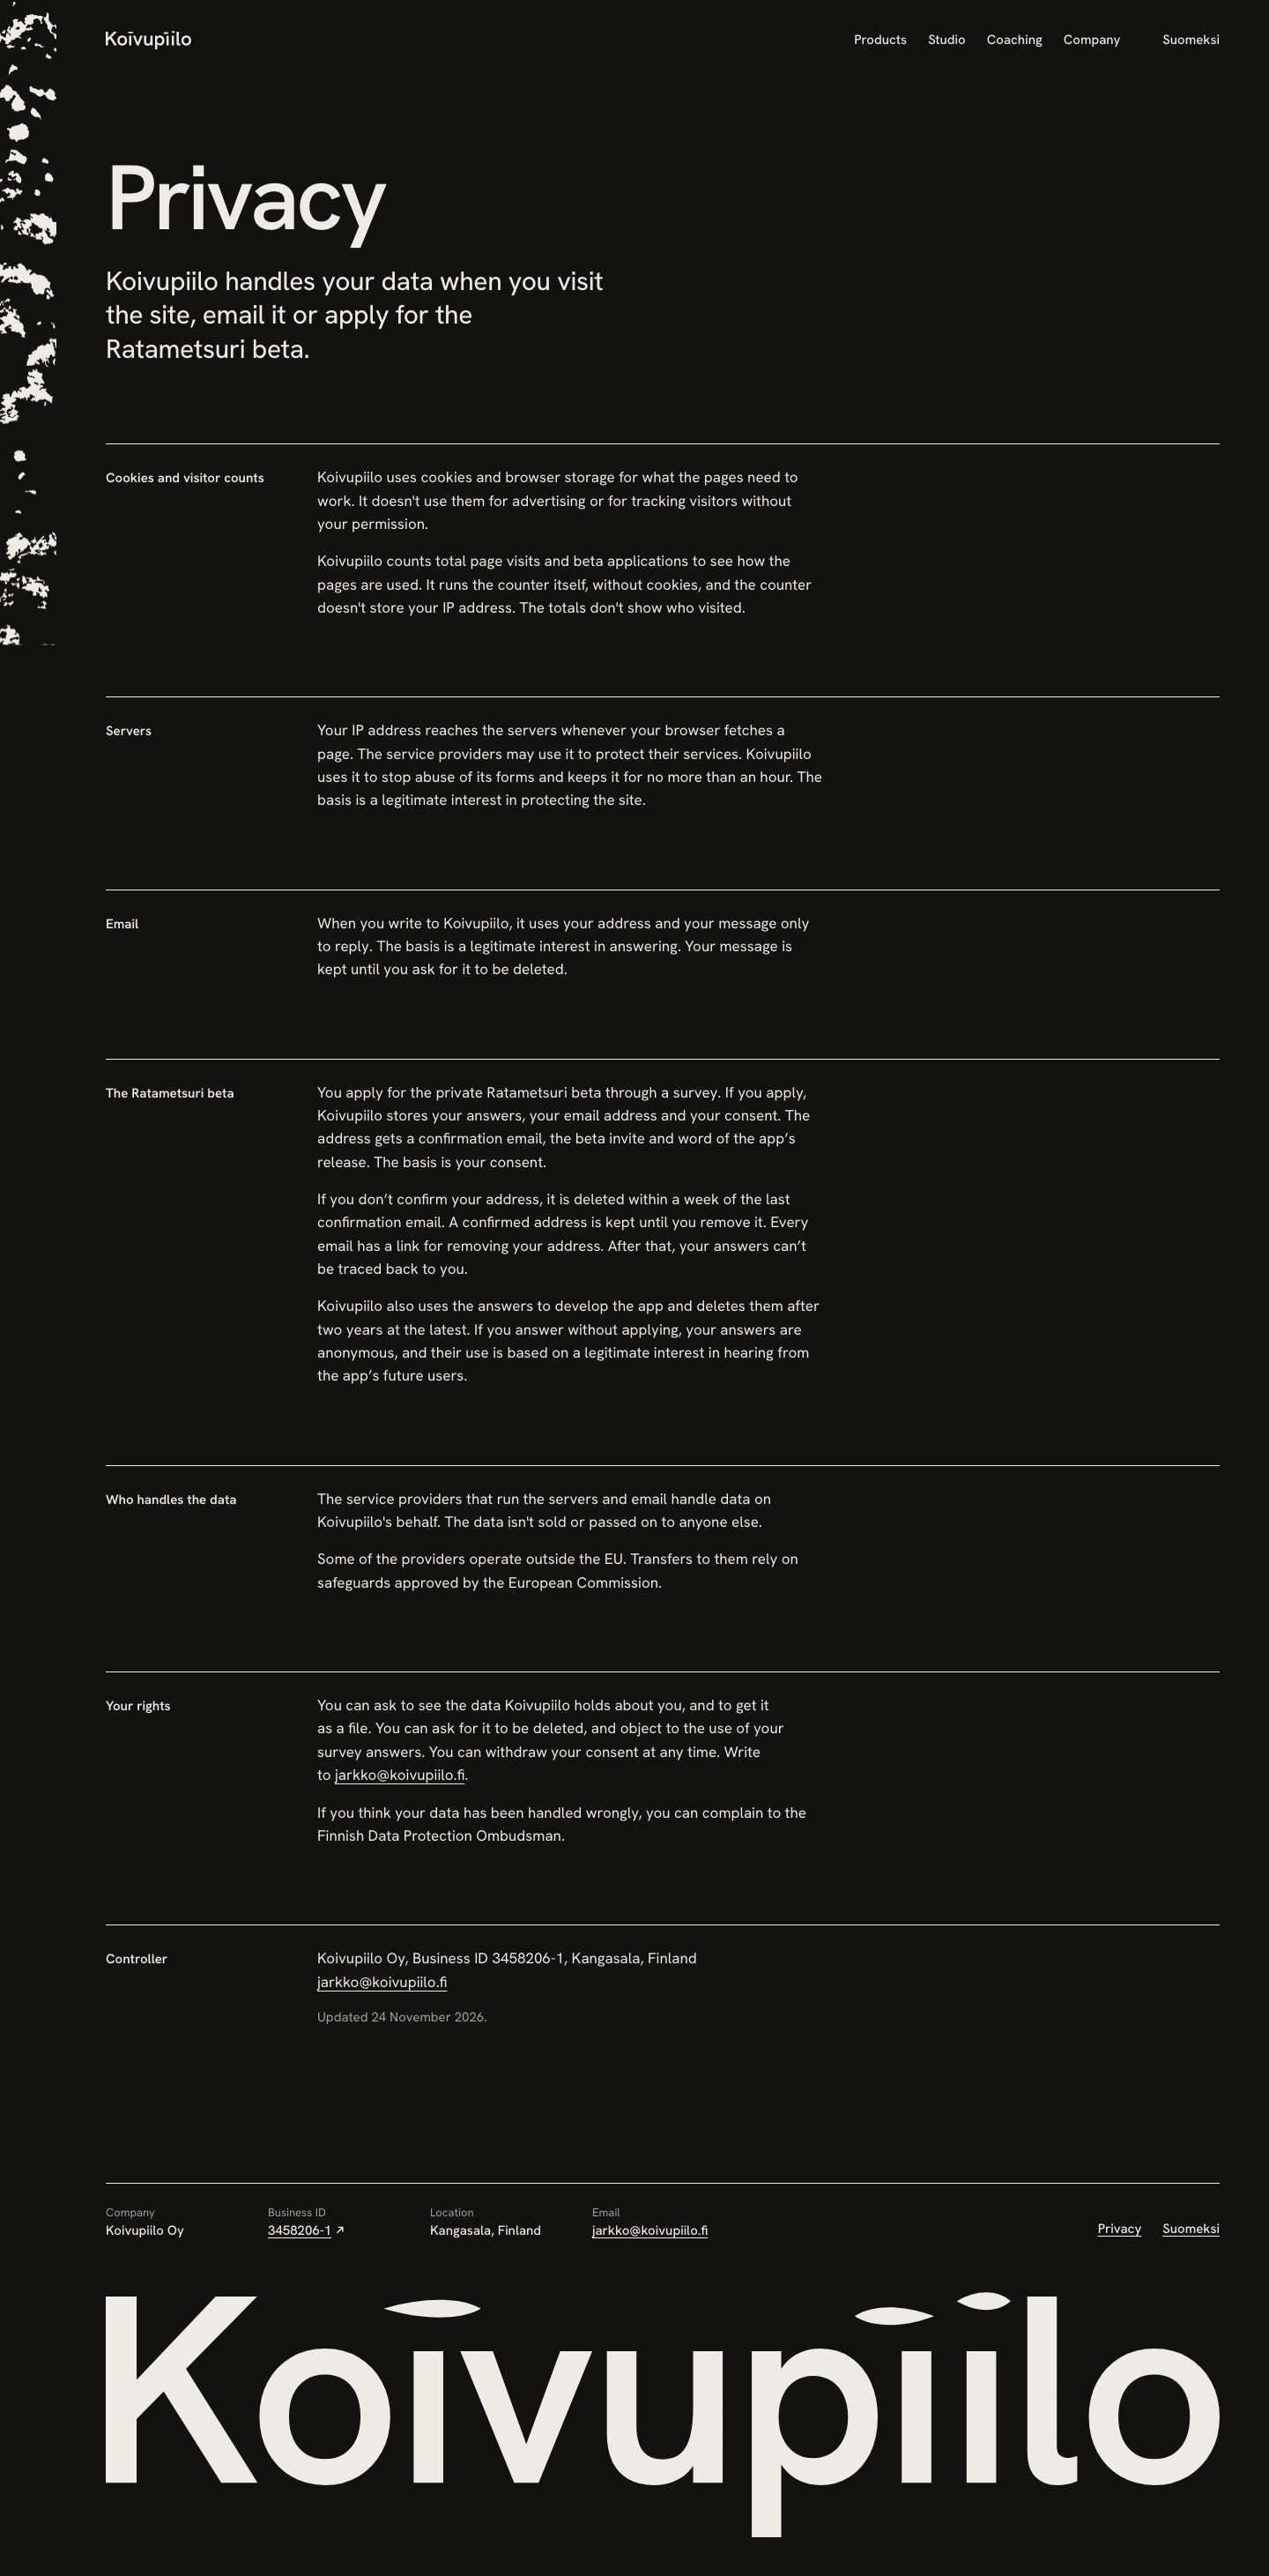 Koivupiilo
Products Studio Coaching Company Suomeksi
Privacy
Koivupiilo handles your data when you visit
the site, email it or apply for the
Ratametsuri beta.
Cookies and visitor counts
Koivupiilo uses cookies and browser storage for what the pages need to
work. It doesn't use them for advertising or for tracking visitors without
your permission.
Koivupiilo counts total page visits and beta applications to see how the
pages are used. It runs the counter itself, without cookies, and the counter
doesn't store your IP address. The totals don't show who visited.
Servers
Your IP address reaches the servers whenever your browser fetches a
page. The service providers may use it to protect their services. Koivupiilo
uses it to stop abuse of its forms and keeps it for no more than an hour. The
basis is a legitimate interest in protecting the site.
Email
When you write to Koivupiilo, it uses your address and your message only
to reply. The basis is a legitimate interest in answering. Your message is
kept until you ask for it to be deleted.
The Ratametsuri beta
You apply for the private Ratametsuri beta through a survey. If you apply,
Koivupiilo stores your answers, your email address and your consent. The
address gets a confirmation email, the beta invite and word of the app’s
release. The basis is your consent.
If you don’t confirm your address, it is deleted within a week of the last
confirmation email. A confirmed address is kept until you remove it. Every
email has a link for removing your address. After that, your answers can’t
be traced back to you.
Koivupiilo also uses the answers to develop the app and deletes them after
two years at the latest. If you answer without applying, your answers are
anonymous, and their use is based on a legitimate interest in hearing from
the app’s future users.
Who handles the data
The service providers that run the servers and email handle data on
Koivupiilo's behalf. The data isn't sold or passed on to anyone else.
Some of the providers operate outside the EU. Transfers to them rely on
safeguards approved by the European Commission.
Your rights
You can ask to see the data Koivupiilo holds about you, and to get it
as a file. You can ask for it to be deleted, and object to the use of your
survey answers. You can withdraw your consent at any time. Write
to jarkko@koivupiilo.fi.
If you think your data has been handled wrongly, you can complain to the
Finnish Data Protection Ombudsman.
Controller
Koivupiilo Oy, Business ID 3458206-1, Kangasala, Finland
jarkko@koivupiilo.fi
Updated 24 November 2026.
Company
Koivupiilo Oy
Business ID
3458206-1 ↗
Location
Kangasala, Finland
Email
jarkko@koivupiilo.fi
Privacy Suomeksi
Koivupiilo